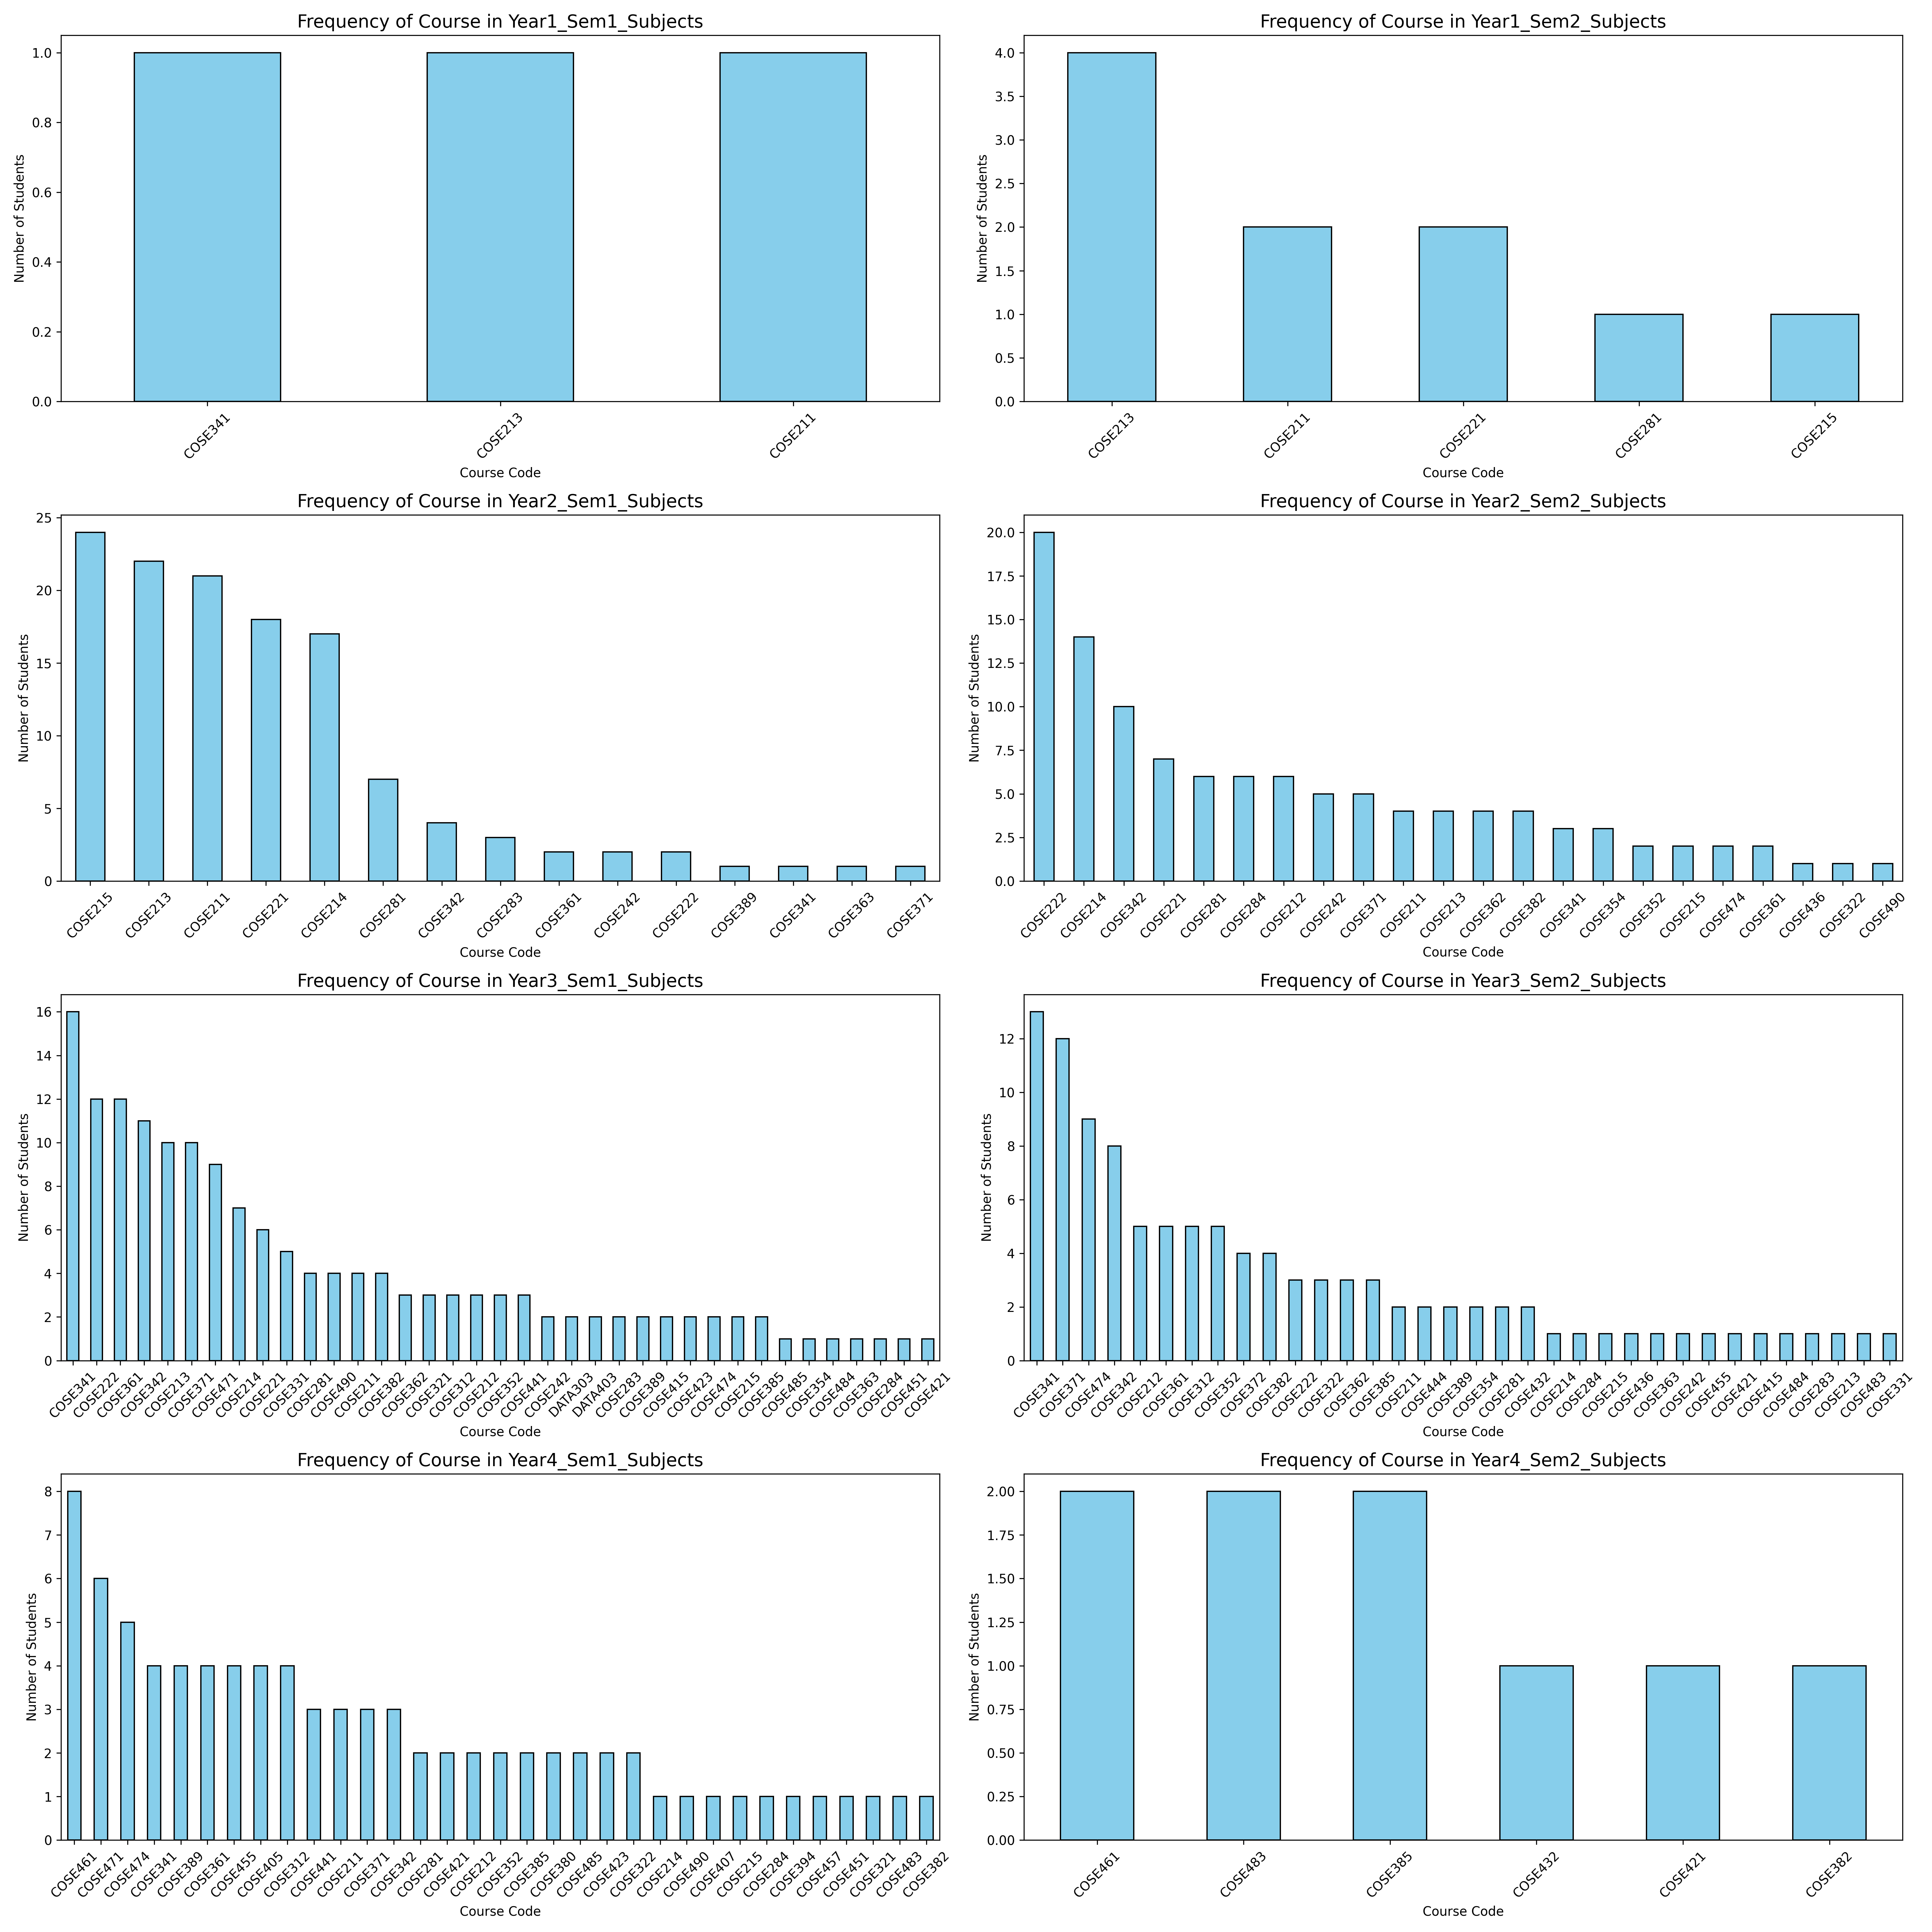 Frequency of Course in Year1_Sem1_Subjects
Number of Students
1.0
0.8
0.6
0.4
0.2
0.0
COSE341 COSE213 COSE211
Course Code
Frequency of Course in Year1_Sem2_Subjects
Number of Students
4.0
3.5
3.0
2.5
2.0
1.5
1.0
0.5
0.0
COSE213 COSE211 COSE221 COSE281 COSE215
Course Code
Frequency of Course in Year2_Sem1_Subjects
Number of Students
25
20
15
10
5
0
COSE215 COSE213 COSE211 COSE221 COSE214 COSE281 COSE342 COSE283 COSE361 COSE242 COSE222 COSE389 COSE341 COSE363 COSE371
Course Code
Frequency of Course in Year2_Sem2_Subjects
Number of Students
20.0
17.5
15.0
12.5
10.0
7.5
5.0
2.5
0.0
COSE222 COSE214 COSE342 COSE221 COSE281 COSE284 COSE212 COSE242 COSE371 COSE211 COSE213 COSE362 COSE382 COSE341 COSE354 COSE352 COSE215 COSE474 COSE361 COSE436 COSE322 COSE490
Course Code
Frequency of Course in Year3_Sem1_Subjects
Number of Students
16
14
12
10
8
6
4
2
0
COSE341 COSE222 COSE361 COSE342 COSE213 COSE371 COSE471 COSE214 COSE221 COSE331 COSE281 COSE490 COSE211 COSE382 COSE362 COSE321 COSE312 COSE212 COSE352 COSE441 COSE242 DATA303 DATA403 COSE283 COSE389 COSE415 COSE423 COSE474 COSE215 COSE385 COSE485 COSE354 COSE484 COSE363 COSE284 COSE451 COSE421
Course Code
Frequency of Course in Year3_Sem2_Subjects
Number of Students
12
10
8
6
4
2
0
COSE341 COSE371 COSE474 COSE342 COSE212 COSE361 COSE312 COSE352 COSE372 COSE382 COSE222 COSE322 COSE362 COSE385 COSE211 COSE444 COSE389 COSE354 COSE281 COSE432 COSE214 COSE284 COSE215 COSE436 COSE363 COSE242 COSE455 COSE421 COSE415 COSE484 COSE283 COSE213 COSE483 COSE331
Course Code
Frequency of Course in Year4_Sem1_Subjects
Number of Students
8
7
6
5
4
3
2
1
0
COSE461 COSE471 COSE474 COSE341 COSE389 COSE361 COSE455 COSE405 COSE312 COSE441 COSE211 COSE371 COSE342 COSE281 COSE421 COSE212 COSE352 COSE385 COSE380 COSE485 COSE423 COSE322 COSE214 COSE490 COSE407 COSE215 COSE284 COSE394 COSE457 COSE451 COSE321 COSE483 COSE382
Course Code
Frequency of Course in Year4_Sem2_Subjects
Number of Students
2.00
1.75
1.50
1.25
1.00
0.75
0.50
0.25
0.00
COSE461 COSE483 COSE385 COSE432 COSE421 COSE382
Course Code